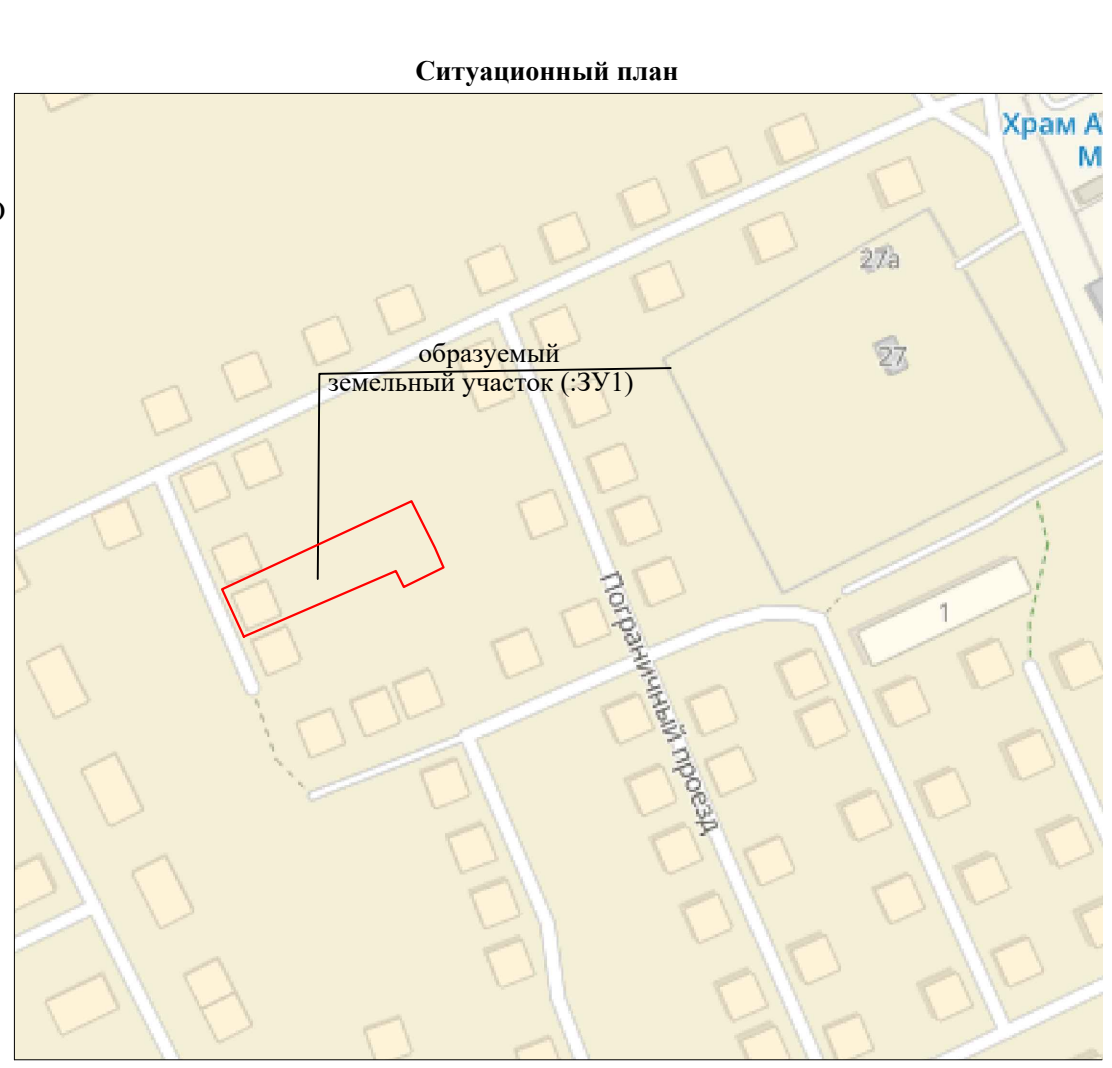 Ситуационный план
Храм А
М
27а
27
образуемый
земельный участок (:ЗУ1)
Пограничный проезд
1